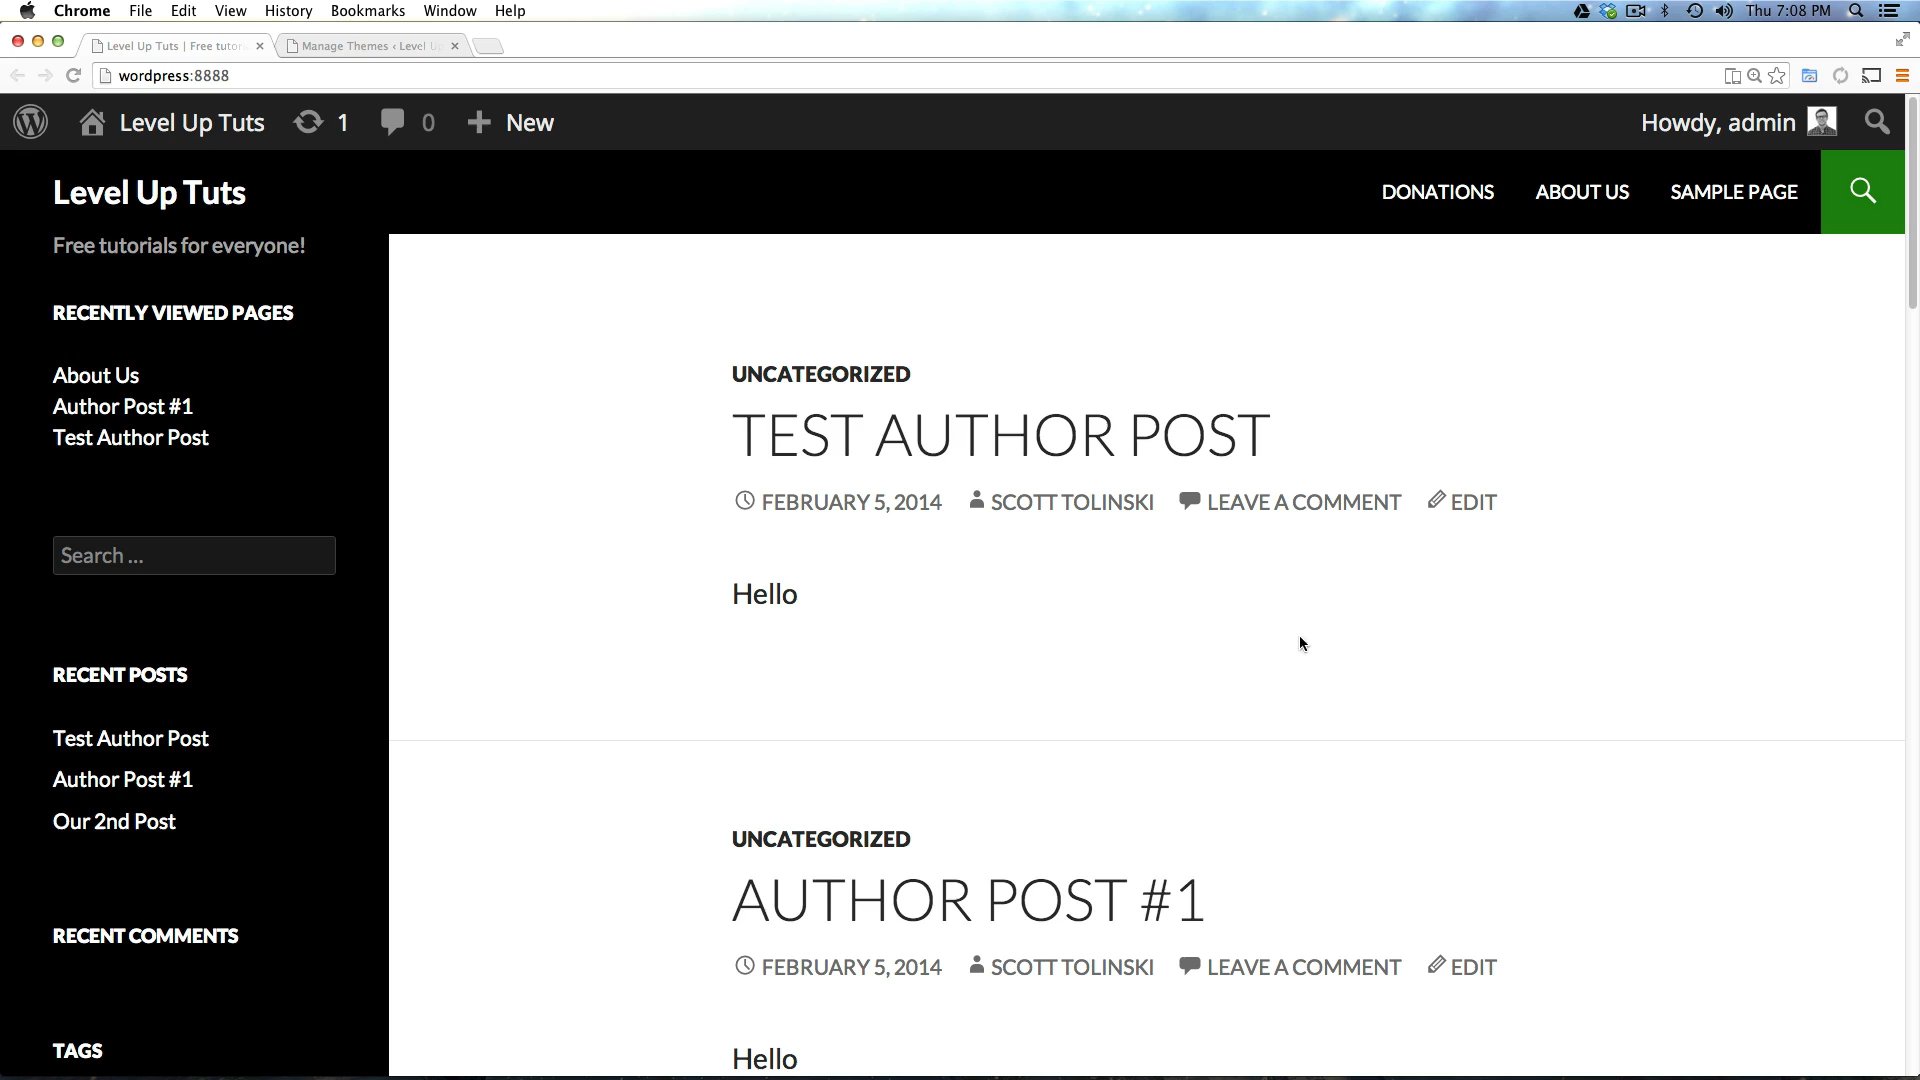 Chrome File Edit View History Bookmarks Window Help Thu 7:08 PM
Level Up Tuts | Free tutori Manage Themes ‹ Level U
wordpress:8888
Level Up Tuts 1 0 New Howdy, admin
Level Up Tuts DONATIONS ABOUT US SAMPLE PAGE
Free tutorials for everyone!
RECENTLY VIEWED PAGES
About Us
Author Post #1
Test Author Post
Search ...
RECENT POSTS
Test Author Post
Author Post #1
Our 2nd Post
RECENT COMMENTS
TAGS
UNCATEGORIZED
TEST AUTHOR POST
FEBRUARY 5, 2014 SCOTT TOLINSKI LEAVE A COMMENT EDIT
Hello
UNCATEGORIZED
AUTHOR POST #1
FEBRUARY 5, 2014 SCOTT TOLINSKI LEAVE A COMMENT EDIT
Hello